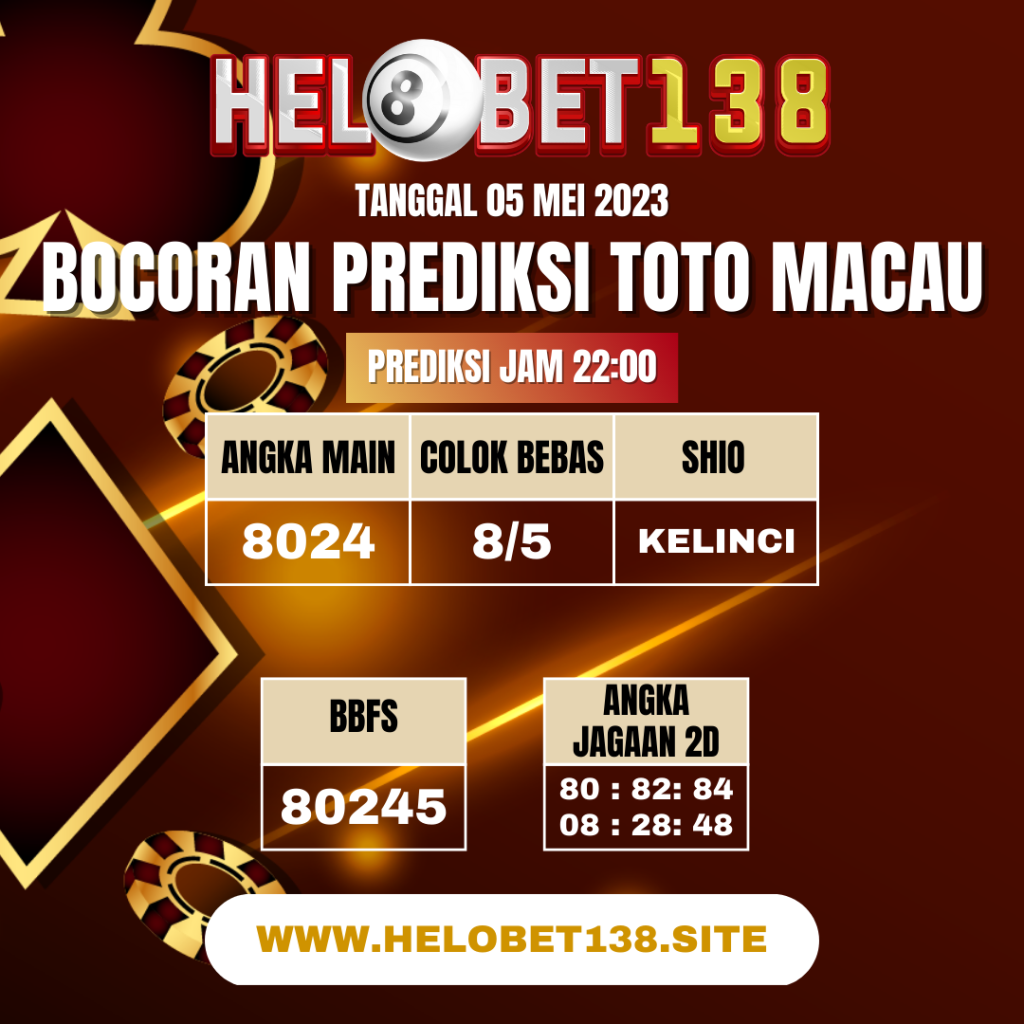 HELOBET138
TANGGAL 05 MEI 2023
BOCORAN PREDIKSI TOTO MACAU
PREDIKSI JAM 22:00
ANGKA MAIN COLOK BEBAS SHIO
8024 8/5 KELINCI
BBFS
80245
ANGKA
JAGAAN 2D
80 : 82: 84
08 : 28: 48
WWW.HELOBET138.SITE